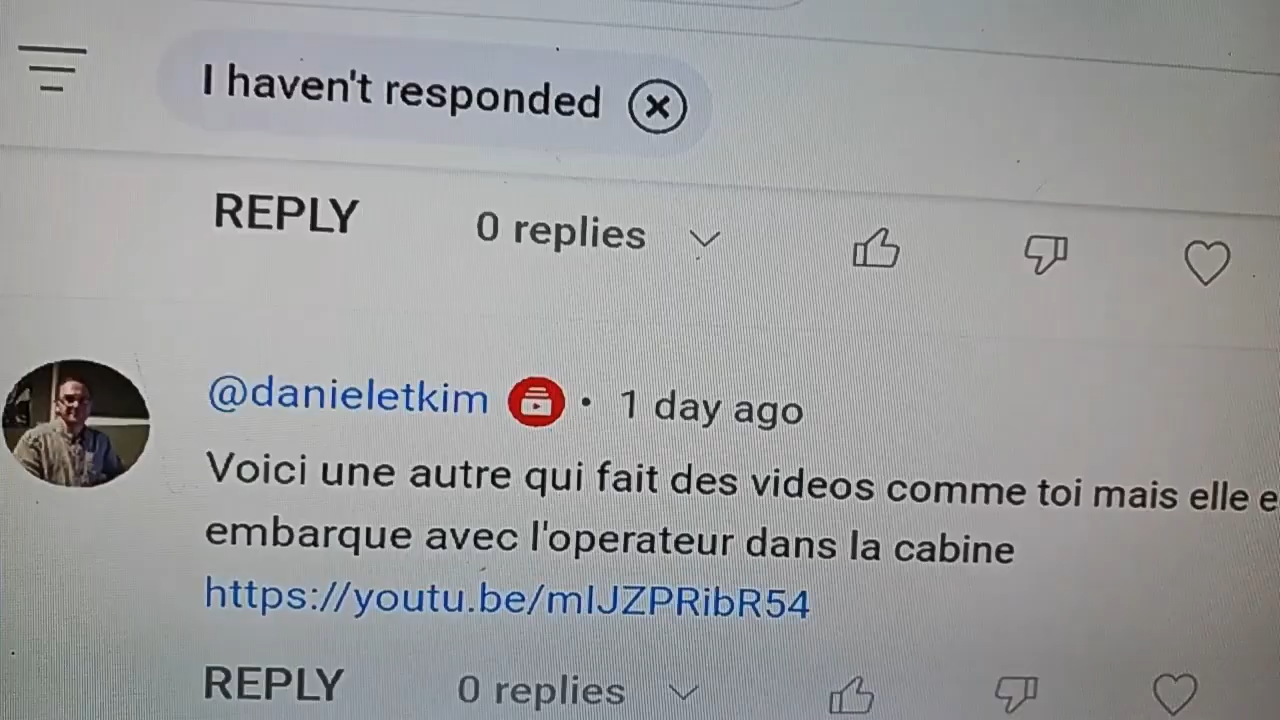 I haven't responded
REPLY 0 replies
@danieletkim • 1 day ago
Voici une autre qui fait des videos comme toi mais elle
embarque avec l'operateur dans la cabine
https://youtu.be/mIJZPRibR54
REPLY 0 replies